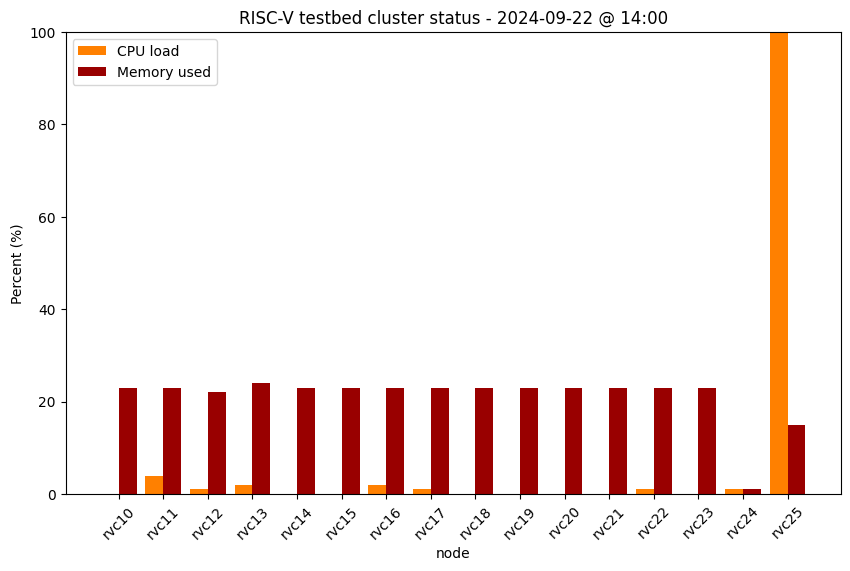 RISC-V testbed cluster status - 2024-09-22 @ 14:00
CPU load
Memory used
Percent (%)
100
80
60
40
20
0
rvc10
rvc11
rvc12
rvc13
rvc14
rvc15
rvc16
rvc17
rvc18
rvc19
rvc20
rvc21
rvc22
rvc23
rvc24
rvc25
node